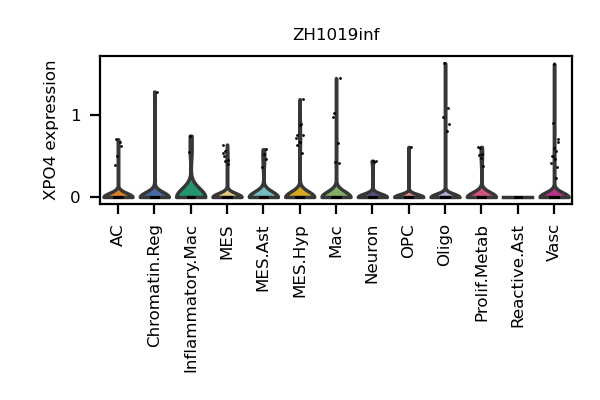 ZH1019inf
XPO4 expression
1
0
AC
Chromatin.Reg
Inflammatory.Mac
MES
MES.Ast
MES.Hyp
Mac
Neuron
OPC
Oligo
Prolif.Metab
Reactive.Ast
Vasc